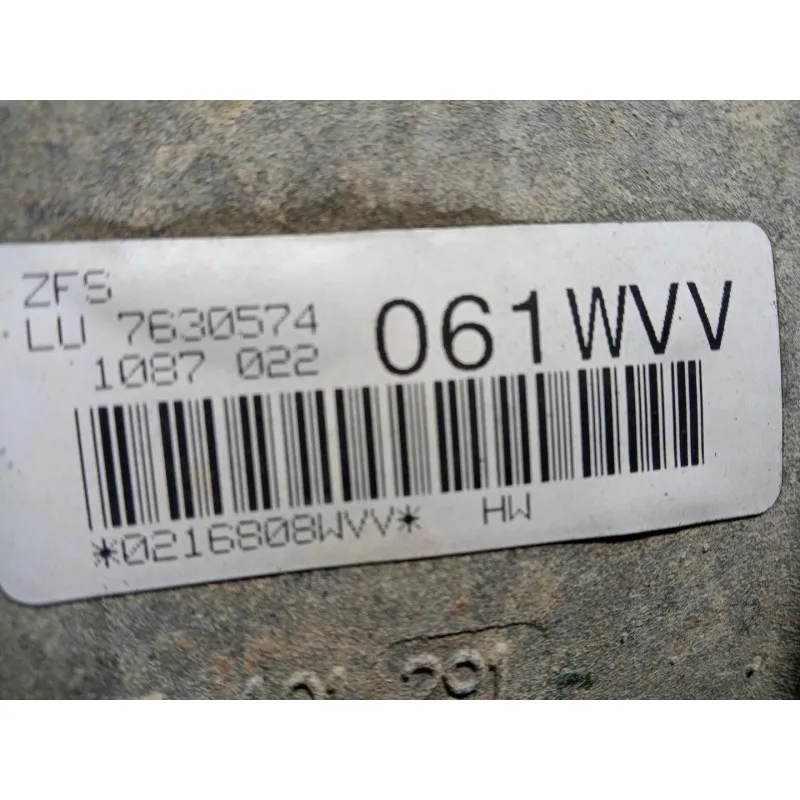 ZFS
LU 7630574
1087 022
061WVV
*0216808WVV* HW